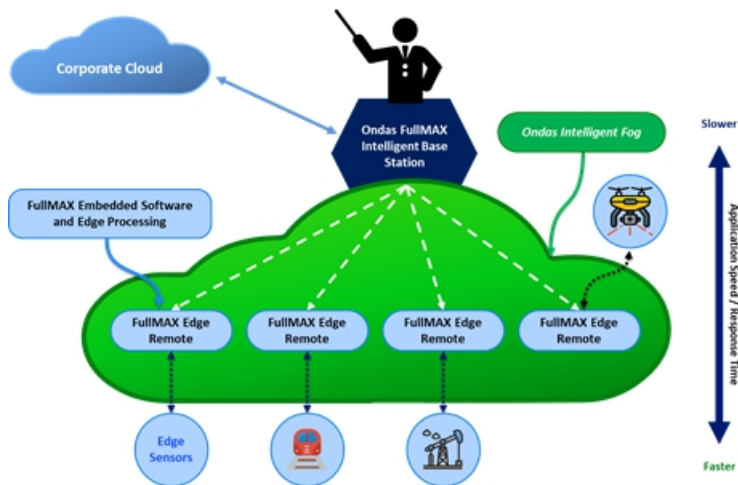 Corporate Cloud
Ondas FullMAX
Intelligent Base
Station
Ondas Intelligent Fog
Slower
FullMAX Embedded Software
and Edge Processing
Application Speed / Response Time
FullMAX Edge
Remote
FullMAX Edge
Remote
FullMAX Edge
Remote
FullMAX Edge
Remote
Edge
Sensors
Faster